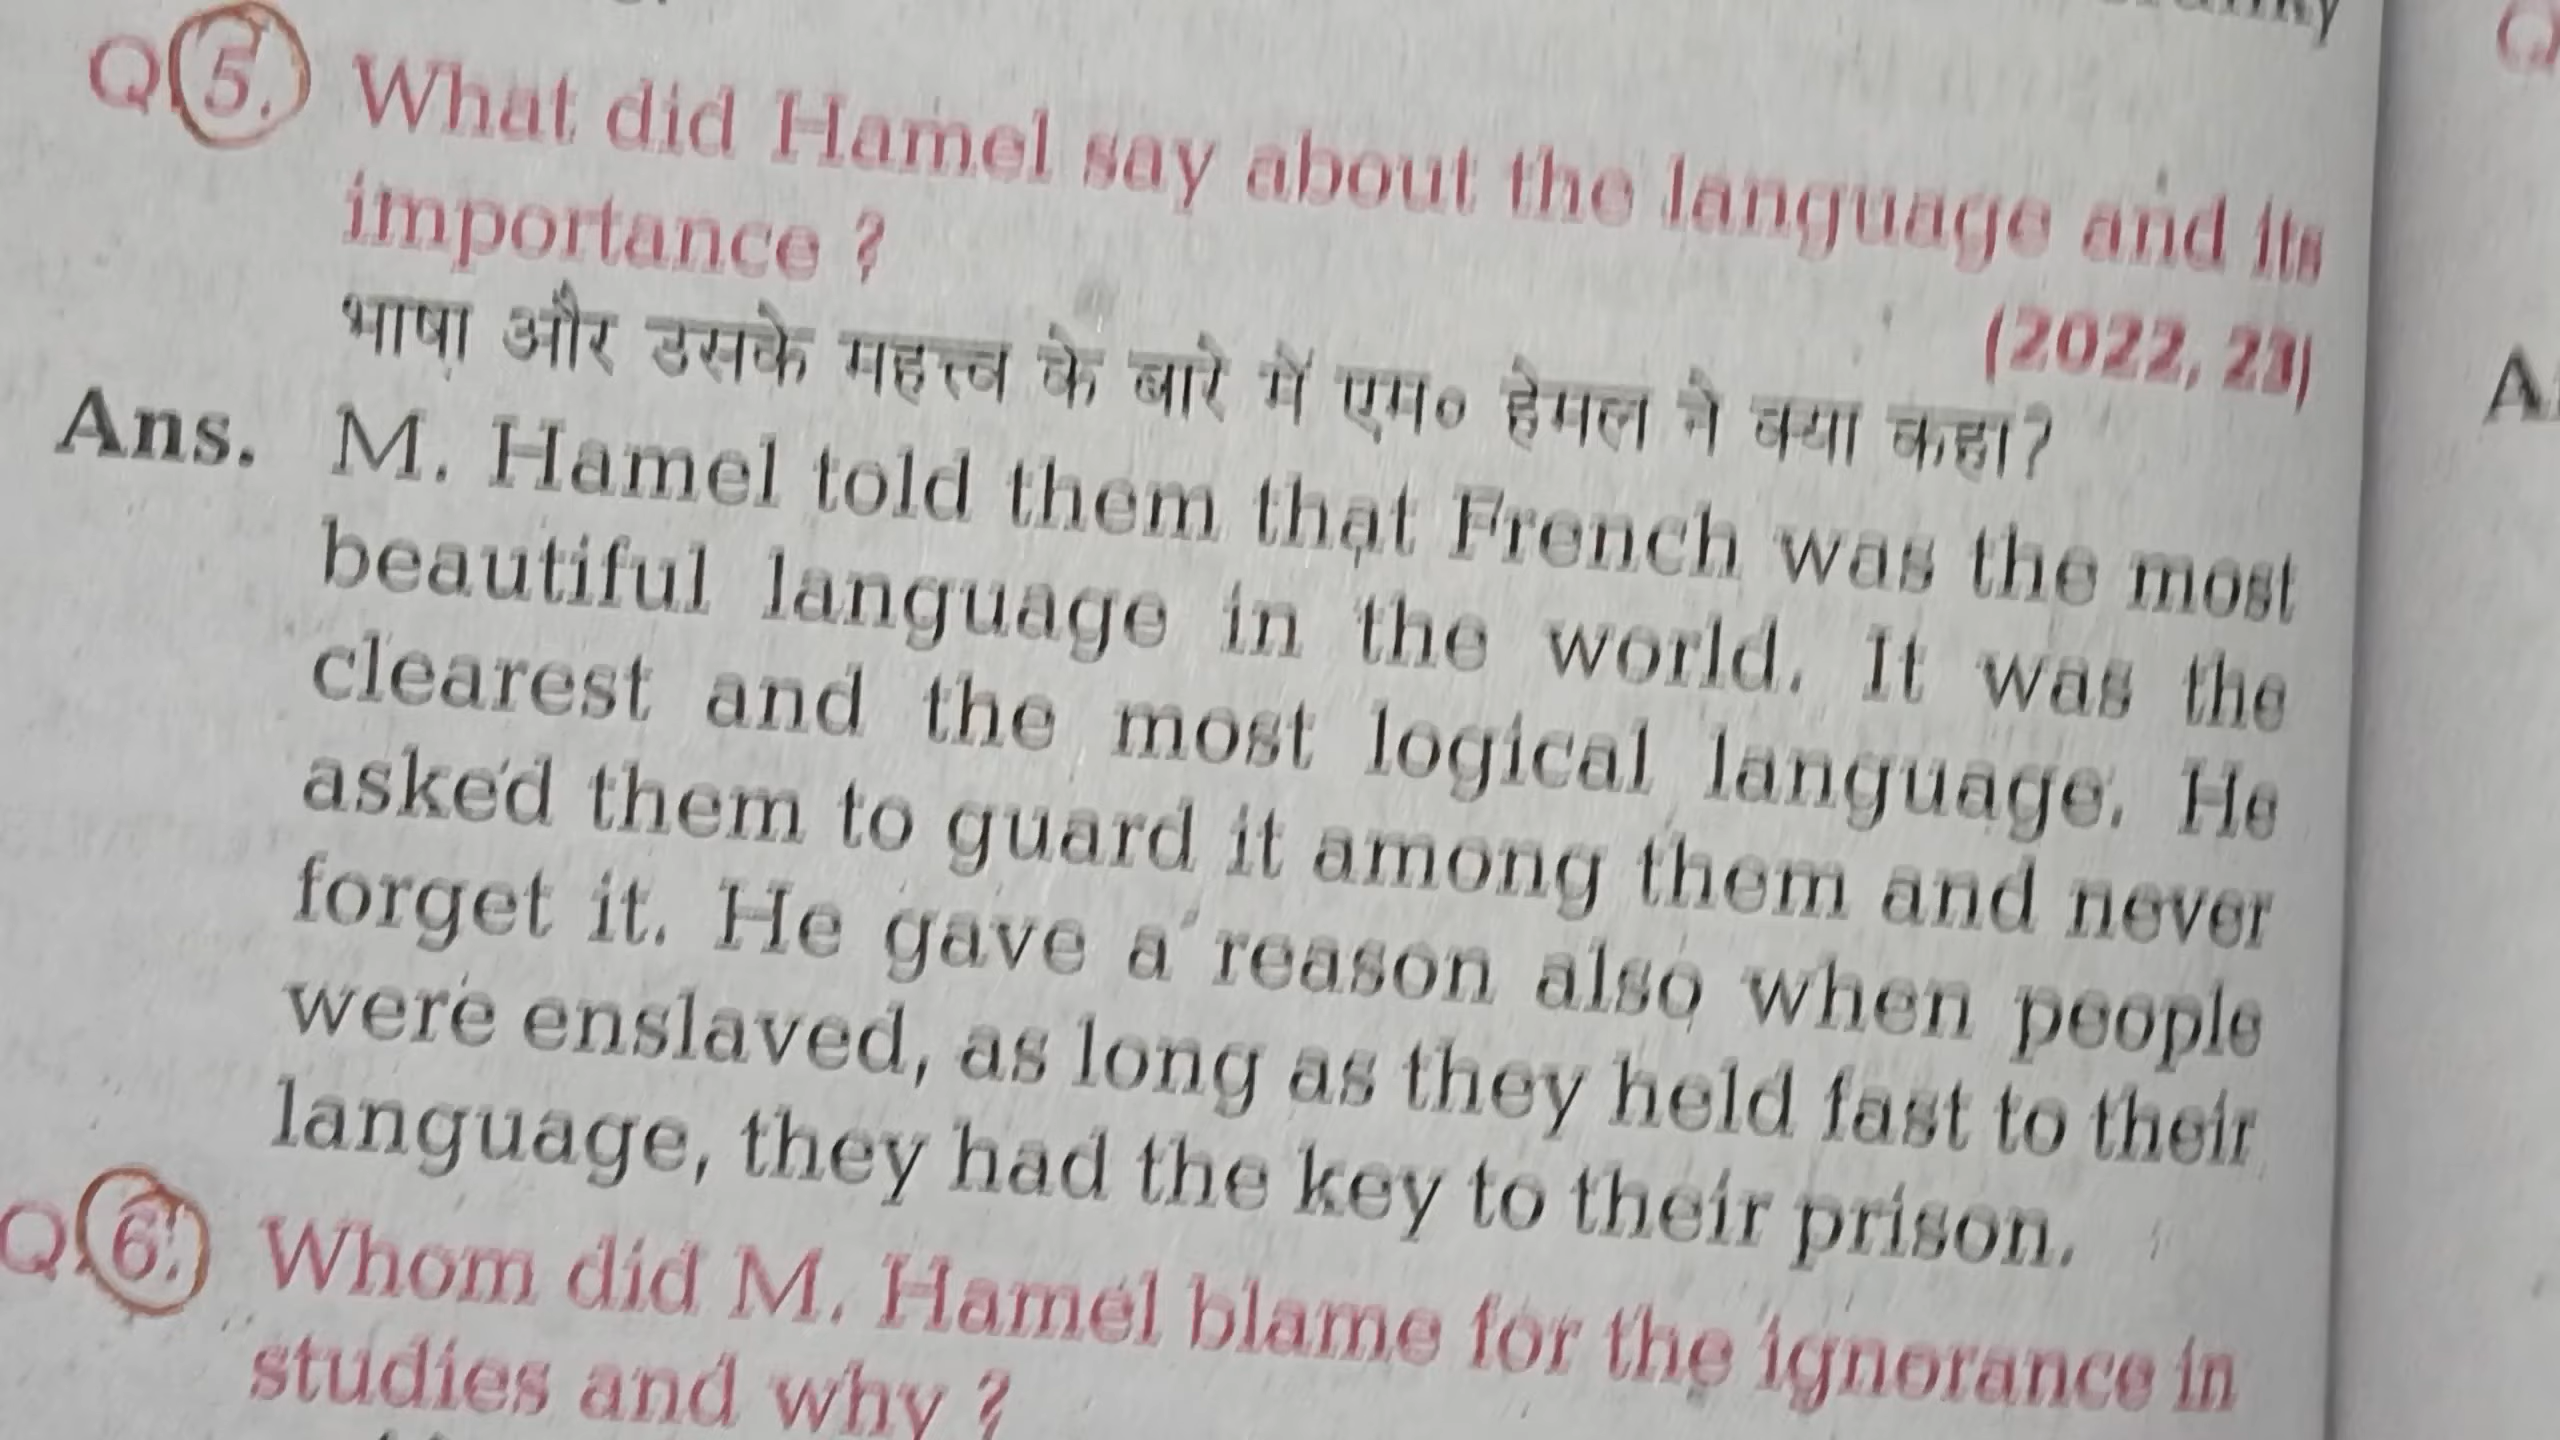 Q.5. What did Hamel say about the language and its
importance ?
(2022, 23)
भाषा और उसके महत्त्व के बारे में एम० हेमल ने क्या कहा?
Ans. M. Hamel told them that French was the most
beautiful language in the world. It was the
clearest and the most logical language. He
asked them to guard it among them and never
forget it. He gave a reason also when people
were enslaved, as long as they held fast to their
language, they had the key to their prison.
Q.6. Whom did M. Hamel blame for the ignorance in
studies and why ?